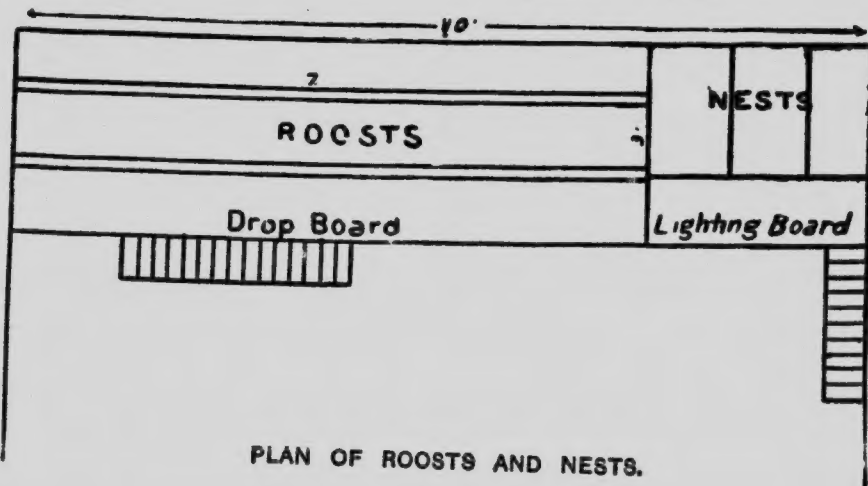 10'
NESTS
ROOSTS
Drop Board
Lighting Board
PLAN OF ROOSTS AND NESTS.